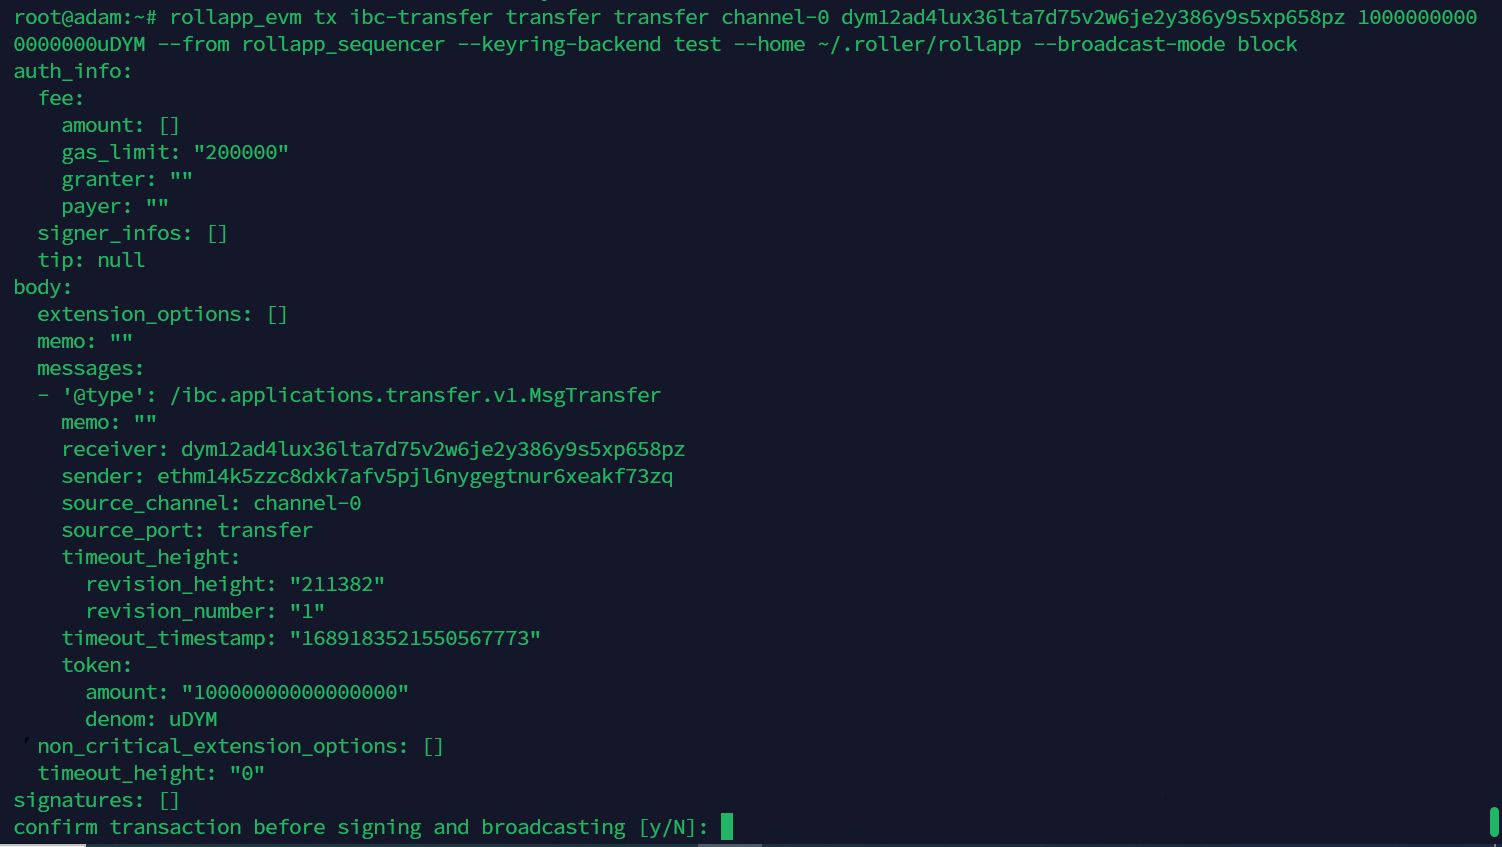 root@adam:~# rollapp_evm tx ibc-transfer transfer transfer channel-0 dym12ad4lux36lta7d75v2w6je2y386y9s5xp658pz 1000000000
0000000uDYM --from rollapp_sequencer --keyring-backend test --home ~/.roller/rollapp --broadcast-mode block
auth_info:
  fee:
    amount: []
    gas_limit: "200000"
    granter: ""
    payer: ""
  signer_infos: []
  tip: null
body:
  extension_options: []
  memo: ""
  messages:
  - '@type': /ibc.applications.transfer.v1.MsgTransfer
    memo: ""
    receiver: dym12ad4lux36lta7d75v2w6je2y386y9s5xp658pz
    sender: ethm14k5zzc8dxk7afv5pjl6nygegtnur6xeakf73zq
    source_channel: channel-0
    source_port: transfer
    timeout_height:
      revision_height: "211382"
      revision_number: "1"
    timeout_timestamp: "1689183521550567773"
    token:
      amount: "10000000000000000"
      denom: uDYM
  non_critical_extension_options: []
  timeout_height: "0"
signatures: []
confirm transaction before signing and broadcasting [y/N]: